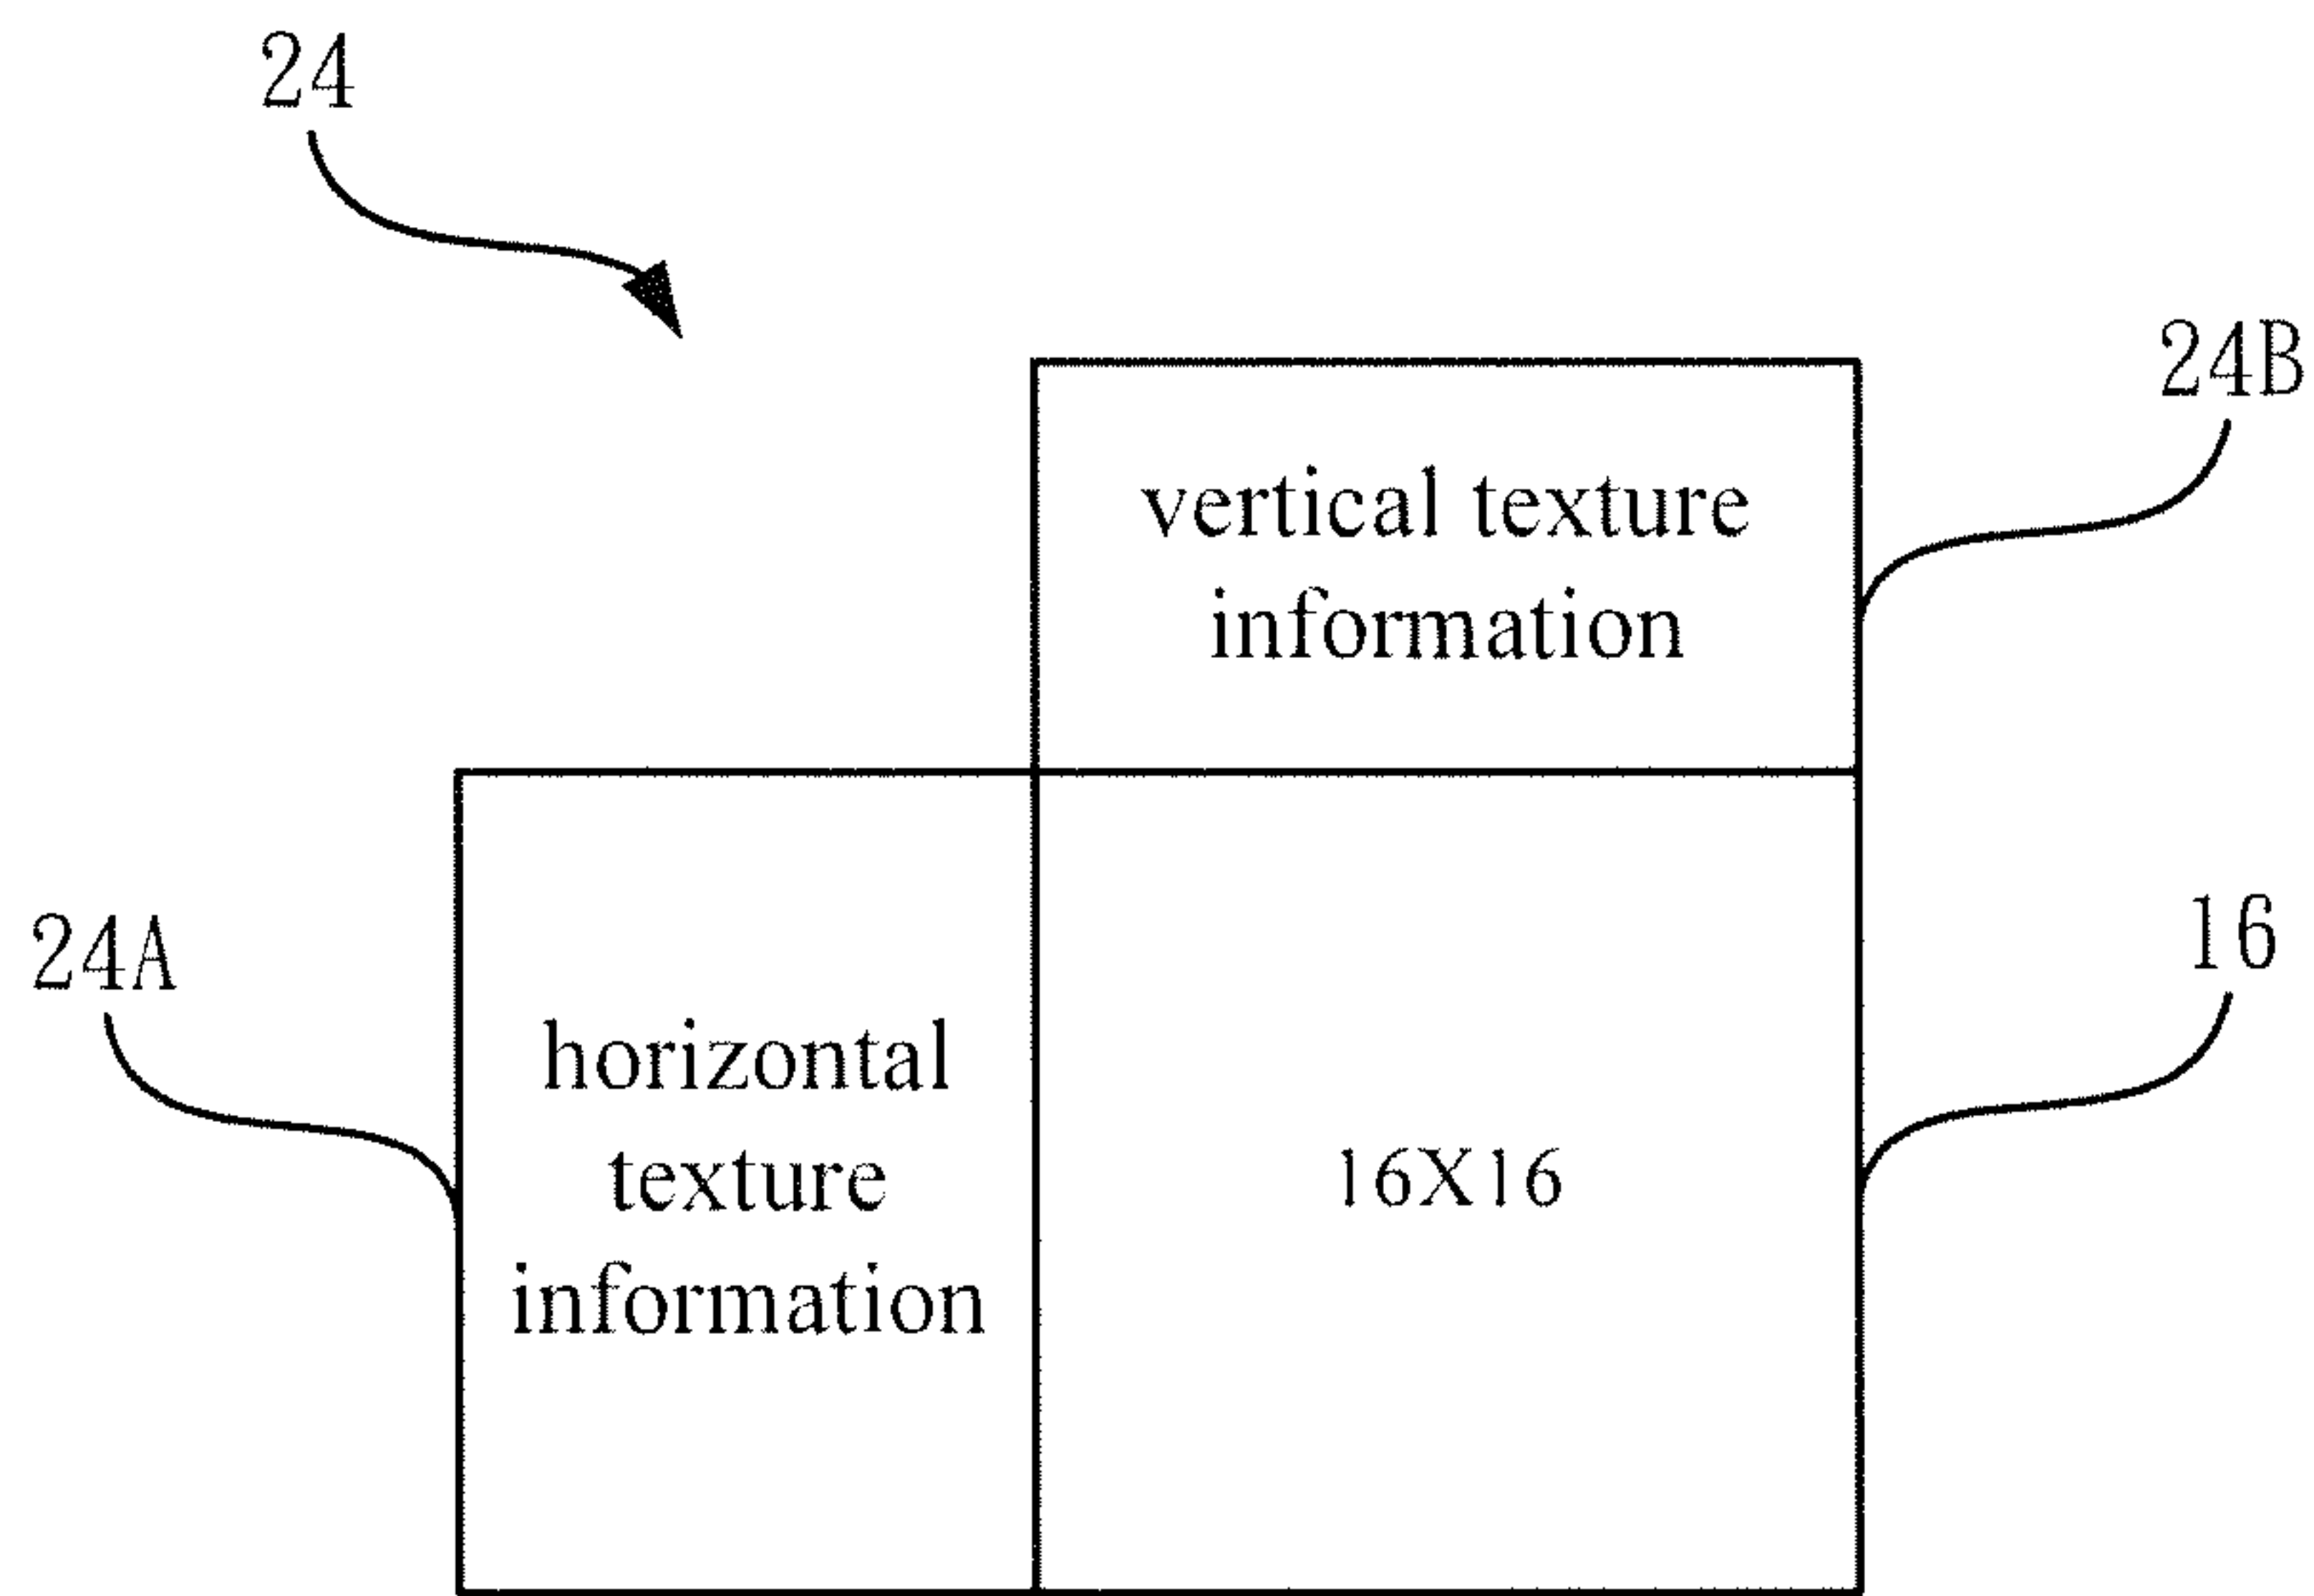 24
24B
vertical texture
information
24A
16
horizontal
texture
information
16X16